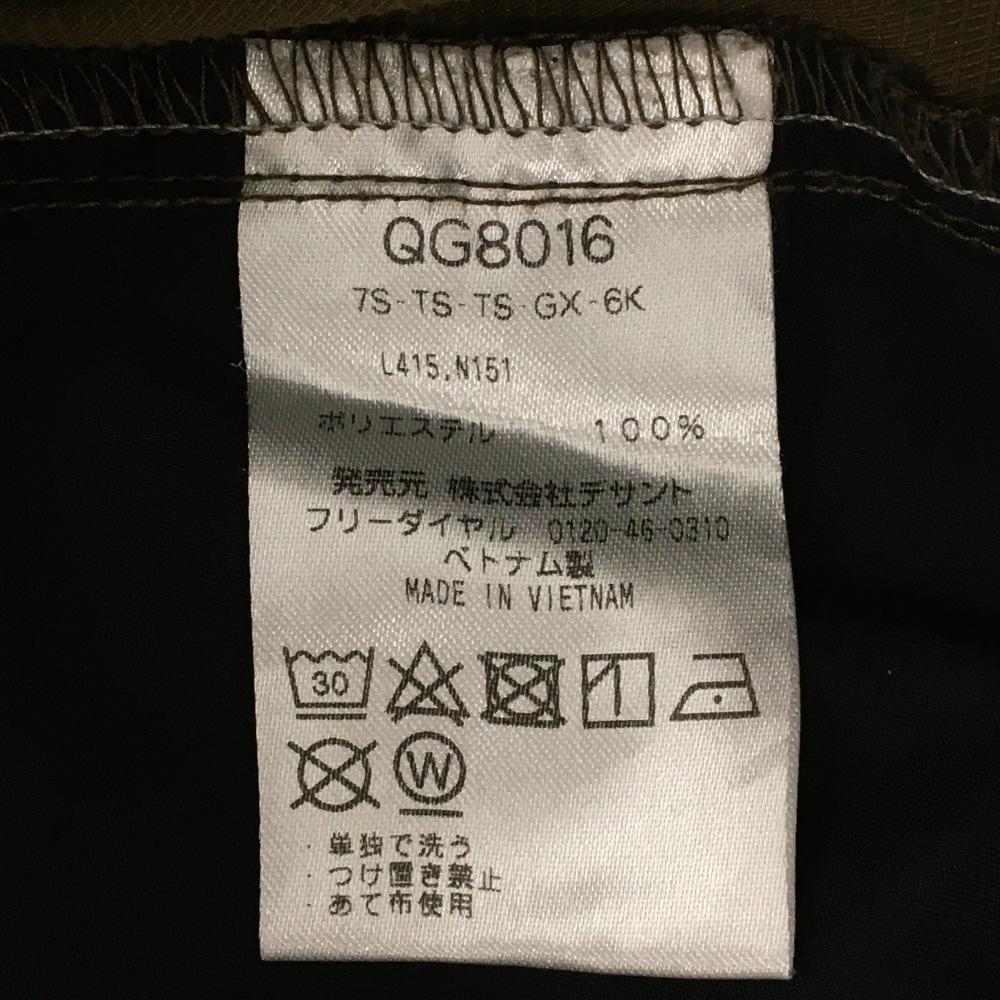 QG8016
7S-TS-TS-GX-6K
L415.N151
ポリエステル 100%
発売元 株式会社デサント
フリーダイヤル 0120-46-0310
ベトナム製
MADE IN VIETNAM
30
W
・単独で洗う
・つけ置き禁止
・あて布使用